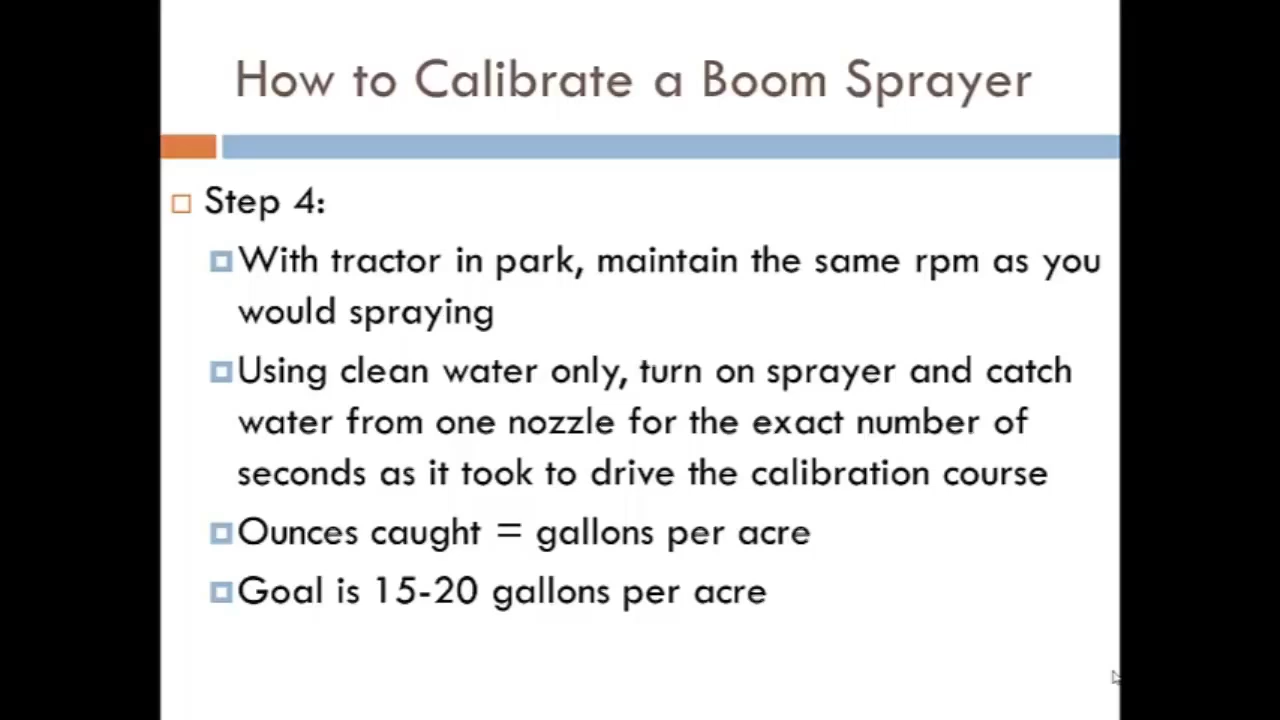 How to Calibrate a Boom Sprayer
Step 4:
With tractor in park, maintain the same rpm as you
would spraying
Using clean water only, turn on sprayer and catch
water from one nozzle for the exact number of
seconds as it took to drive the calibration course
Ounces caught = gallons per acre
Goal is 15-20 gallons per acre